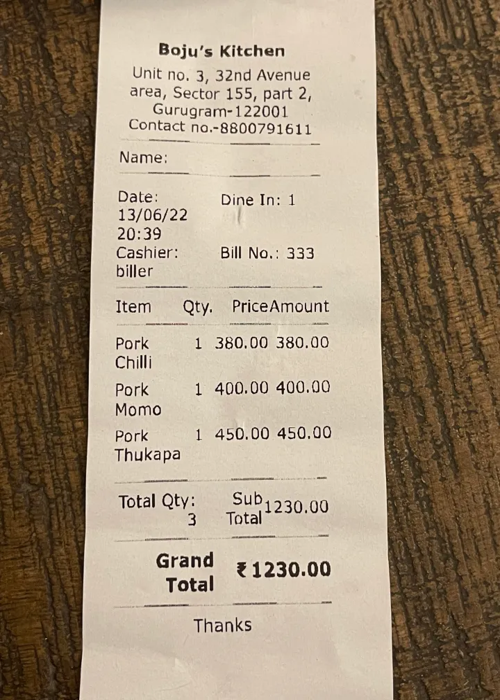 Boju's Kitchen
Unit no. 3, 32nd Avenue
area, Sector 155, part 2,
Gurugram-122001
Contact no.-8800791611
Name:
Date: Dine In: 1
13/06/22
20:39
Cashier: Bill No.: 333
biller
Item Qty. Price Amount
Pork 1 380.00 380.00
Chilli
Pork 1 400.00 400.00
Momo
Pork 1 450.00 450.00
Thukapa
Total Qty: Sub 1230.00
3 Total
Grand ₹1230.00
Total
Thanks